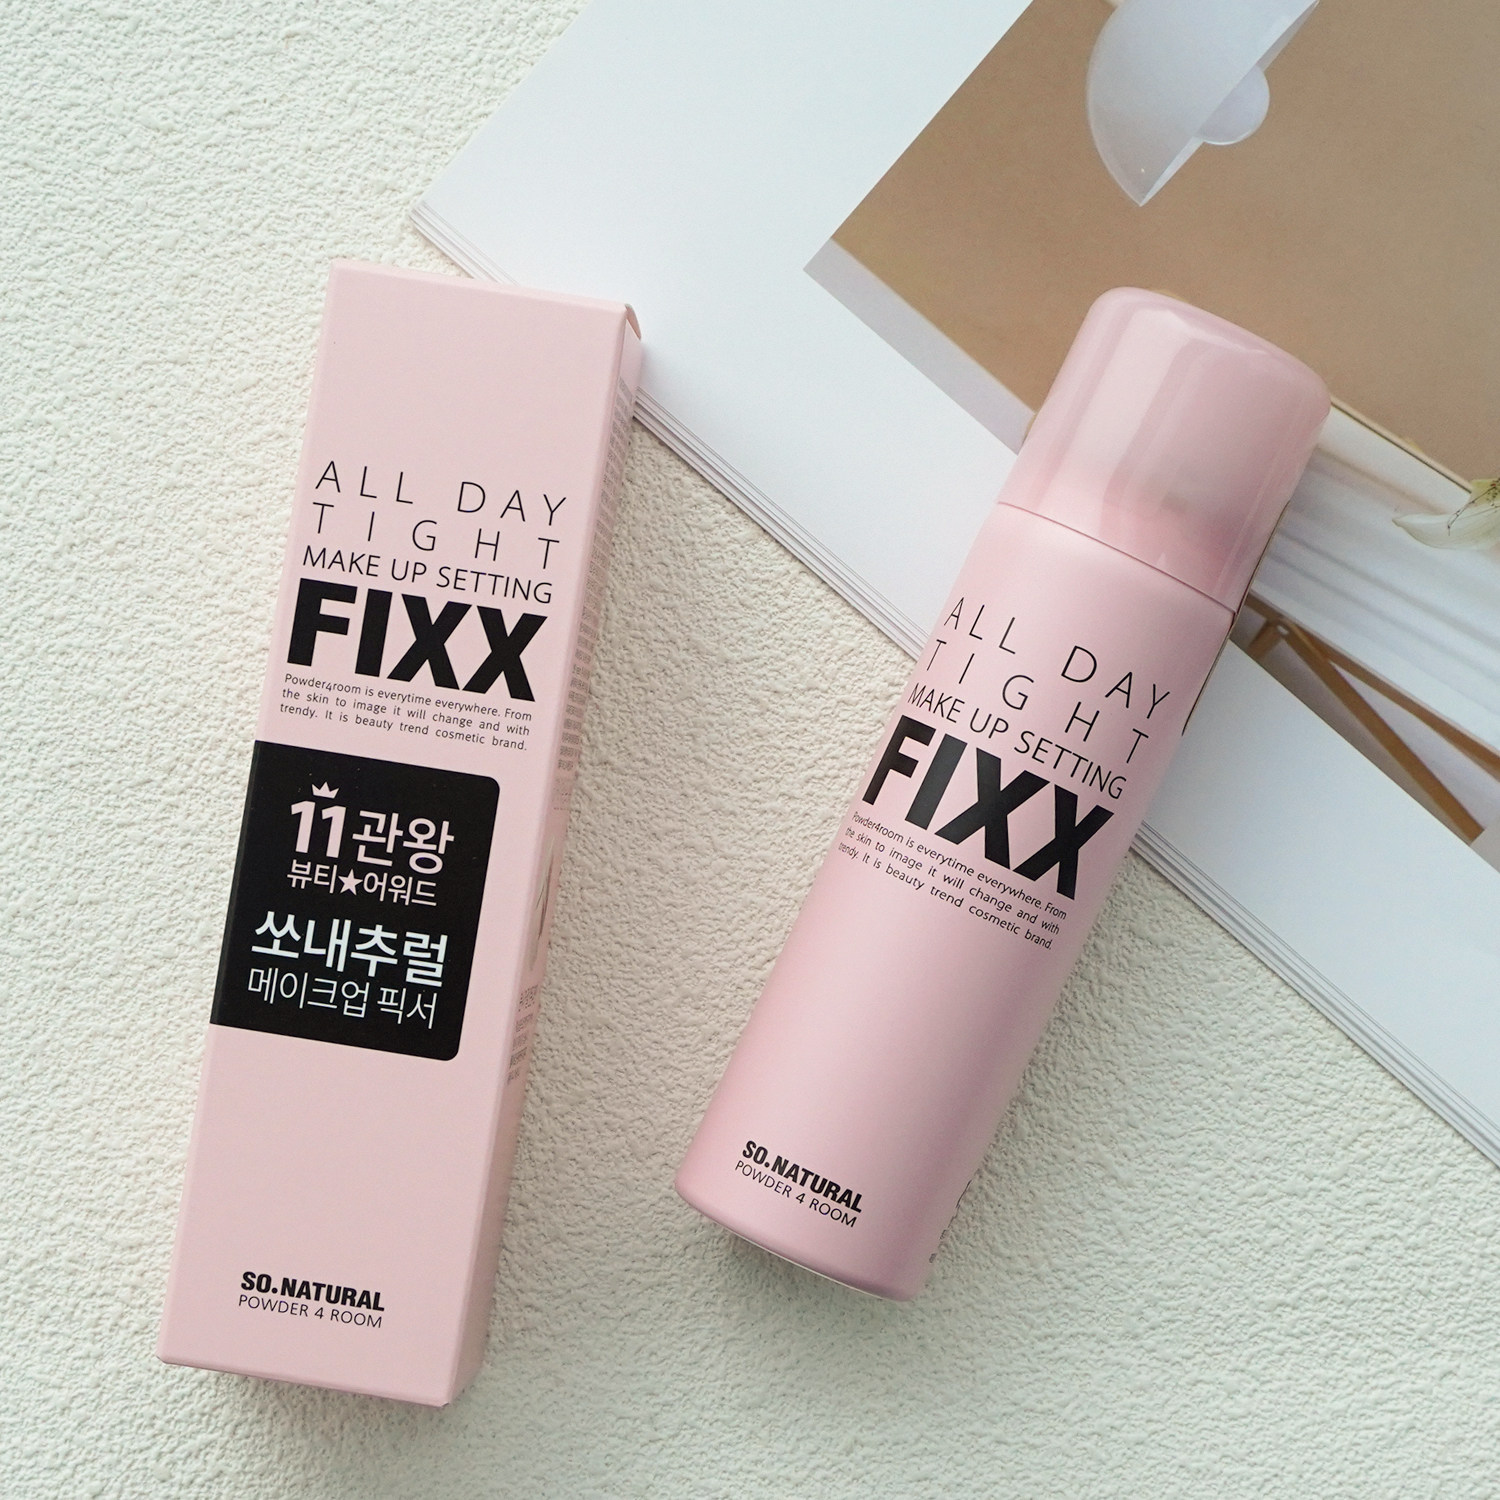 ALL DAY
TIGHT
MAKE UP SETTING
FIXX
Powder4room is everytime everywhere. From
the skin to image it will change and with
trendy. It is beauty trend cosmetic brand.
11관왕
뷰티★어워드
쏘내추럴
메이크업 픽서
SO.NATURAL
POWDER 4 ROOM
ALL DAY
TIGHT
MAKE UP SETTING
FIXX
Powder4room is everytime everywhere. From
the skin to image it will change and with
trendy. It is beauty trend cosmetic brand.
SO.NATURAL
POWDER 4 ROOM